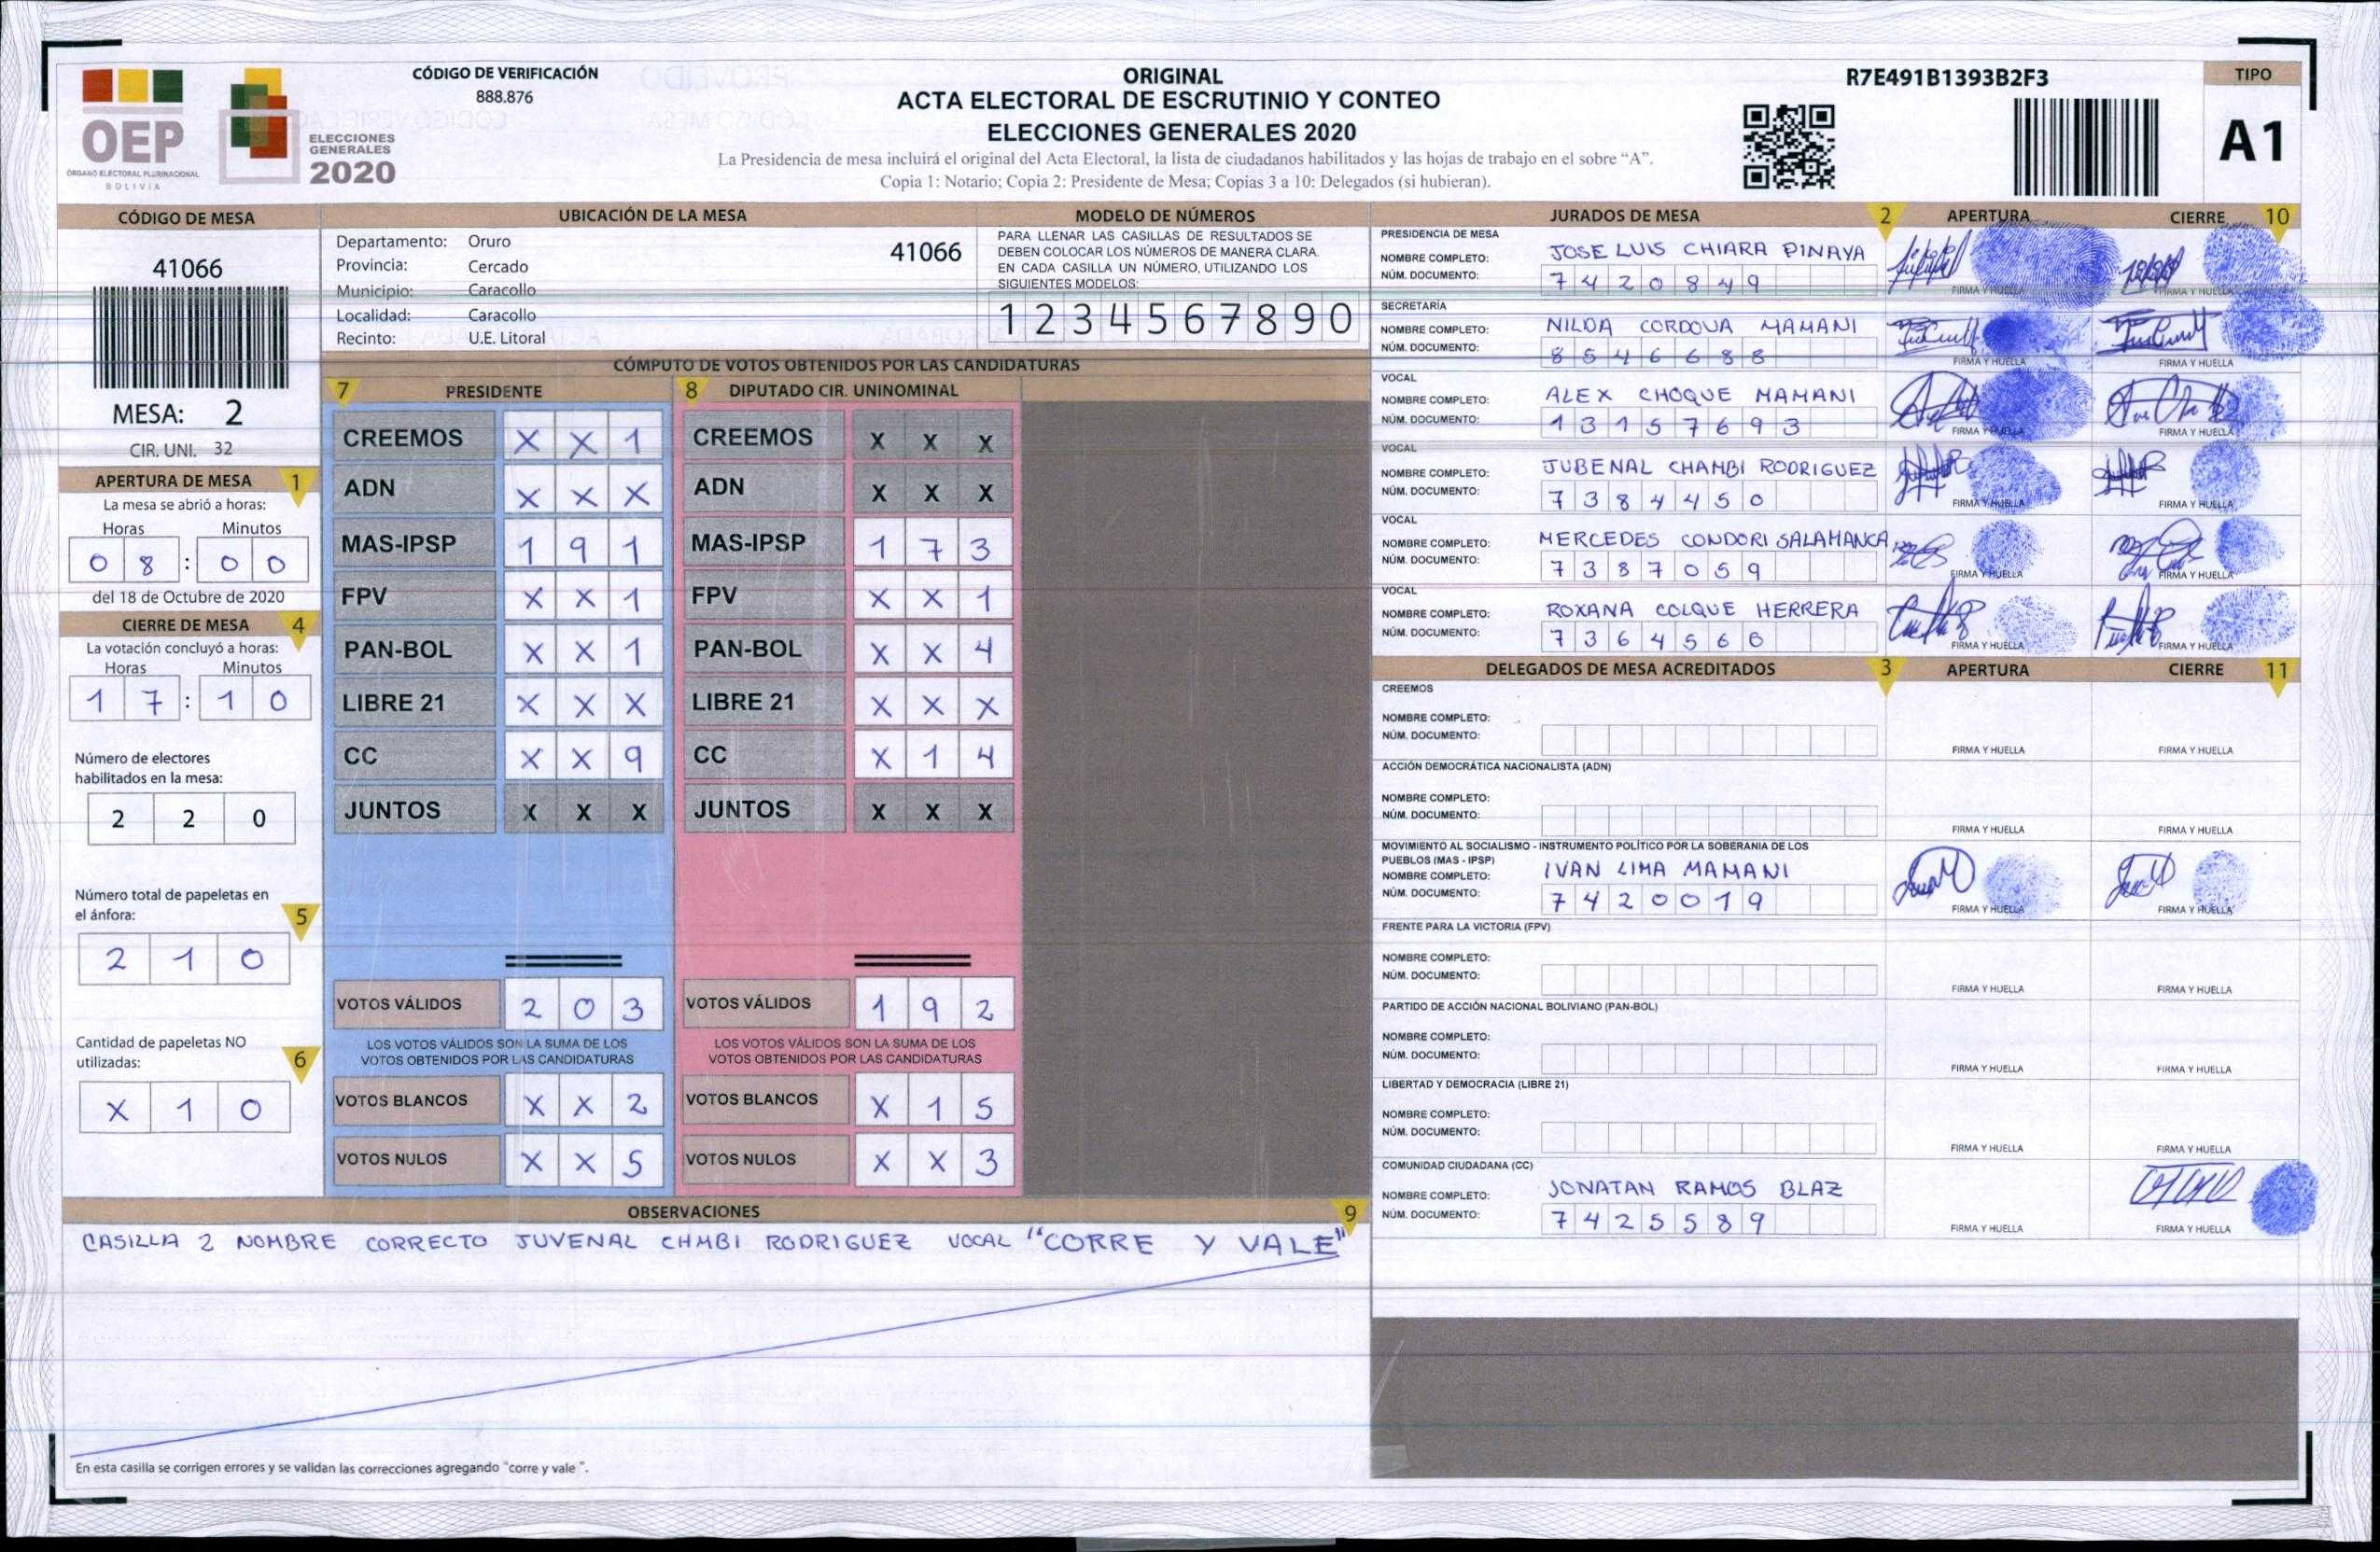 CÓDIGO DE VERIFICACIÓN
888.876
ORIGINAL
ACTA ELECTORAL DE ESCRUTINIO Y CONTEO
ELECCIONES GENERALES 2020
La Presidencia de mesa incluirá el original del Acta Electoral, la lista de ciudadanos habilitados y las hojas de trabajo en el sobre “A”.
Copia 1: Notario; Copia 2: Presidente de Mesa; Copias 3 a 10: Delegados (si hubieran).
R7E491B1393B2F3
TIPO
A1
OEP
ÓRGANO ELECTORAL PLURINACIONAL
BOLIVIA
ELECCIONES
GENERALES
2020
CÓDIGO DE MESA
41066
MESA: 2
CIR. UNI. 32
APERTURA DE MESA 1
La mesa se abrió a horas:
Horas Minutos
0 8 : 0 0
del 18 de Octubre de 2020
CIERRE DE MESA 4
La votación concluyó a horas:
Horas Minutos
1 7 : 1 0
Número de electores
habilitados en la mesa:
2 2 0
Número total de papeletas en
el ánfora: 5
2 1 0
Cantidad de papeletas NO
utilizadas: 6
X 1 0
UBICACIÓN DE LA MESA
Departamento: Oruro 41066
Provincia: Cercado
Municipio: Caracollo
Localidad: Caracollo
Recinto: U.E. Litoral
MODELO DE NÚMEROS
PARA LLENAR LAS CASILLAS DE RESULTADOS SE
DEBEN COLOCAR LOS NÚMEROS DE MANERA CLARA.
EN CADA CASILLA UN NÚMERO, UTILIZANDO LOS
SIGUIENTES MODELOS:
1 2 3 4 5 6 7 8 9 0
CÓMPUTO DE VOTOS OBTENIDOS POR LAS CANDIDATURAS
7 PRESIDENTE
CREEMOS X X 1
ADN X X X
MAS-IPSP 1 9 1
FPV X X 1
PAN-BOL X X 1
LIBRE 21 X X X
CC X X 9
JUNTOS X X X
VOTOS VÁLIDOS 2 0 3
LOS VOTOS VÁLIDOS SON LA SUMA DE LOS
VOTOS OBTENIDOS POR LAS CANDIDATURAS
VOTOS BLANCOS X X 2
VOTOS NULOS X X 5
8 DIPUTADO CIR. UNINOMINAL
CREEMOS X X X
ADN X X X
MAS-IPSP 1 7 3
FPV X X 1
PAN-BOL X X 4
LIBRE 21 X X X
CC X 1 4
JUNTOS X X X
VOTOS VÁLIDOS 1 9 2
LOS VOTOS VÁLIDOS SON LA SUMA DE LOS
VOTOS OBTENIDOS POR LAS CANDIDATURAS
VOTOS BLANCOS X 1 5
VOTOS NULOS X X 3
OBSERVACIONES 9
CASILLA 2 NOMBRE CORRECTO JUVENAL CHMBI RODRIGUEZ VOCAL "CORRE Y VALE"
En esta casilla se corrigen errores y se validan las correcciones agregando "corre y vale ".
JURADOS DE MESA 2 APERTURA CIERRE 10
PRESIDENCIA DE MESA
NOMBRE COMPLETO: JOSE LUIS CHIARA PINAYA
NÚM. DOCUMENTO: 7 4 2 0 8 4 9
FIRMA Y HUELLA FIRMA Y HUELLA
SECRETARÍA
NOMBRE COMPLETO: NILDA CORDOVA MAMANI
NÚM. DOCUMENTO: 8 5 4 6 6 8 8
FIRMA Y HUELLA FIRMA Y HUELLA
VOCAL
NOMBRE COMPLETO: ALEX CHOQUE MAMANI
NÚM. DOCUMENTO: 1 3 1 5 7 6 9 3
FIRMA Y HUELLA FIRMA Y HUELLA
VOCAL
NOMBRE COMPLETO: JUBENAL CHAMBI RODRIGUEZ
NÚM. DOCUMENTO: 7 3 8 4 4 5 0
FIRMA Y HUELLA FIRMA Y HUELLA
VOCAL
NOMBRE COMPLETO: MERCEDES CONDORI SALAMANCA
NÚM. DOCUMENTO: 7 3 8 7 0 5 9
FIRMA Y HUELLA FIRMA Y HUELLA
VOCAL
NOMBRE COMPLETO: ROXANA COLQUE HERRERA
NÚM. DOCUMENTO:
FIRMA Y HUELLA FIRMA Y HUELLA
DELEGADOS DE MESA ACREDITADOS 3 APERTURA CIERRE 11
CREEMOS
NOMBRE COMPLETO:
NÚM. DOCUMENTO:
FIRMA Y HUELLA FIRMA Y HUELLA
ACCIÓN DEMOCRÁTICA NACIONALISTA (ADN)
NOMBRE COMPLETO:
NÚM. DOCUMENTO:
FIRMA Y HUELLA FIRMA Y HUELLA
MOVIMIENTO AL SOCIALISMO - INSTRUMENTO POLÍTICO POR LA SOBERANIA DE LOS
PUEBLOS (MAS - IPSP)
NOMBRE COMPLETO: IVAN LIMA MAMANI
NÚM. DOCUMENTO: 7 4 2 0 0 1 9
FIRMA Y HUELLA FIRMA Y HUELLA
FRENTE PARA LA VICTORIA (FPV)
NOMBRE COMPLETO:
NÚM. DOCUMENTO:
FIRMA Y HUELLA FIRMA Y HUELLA
PARTIDO DE ACCIÓN NACIONAL BOLIVIANO (PAN-BOL)
NOMBRE COMPLETO:
NÚM. DOCUMENTO:
FIRMA Y HUELLA FIRMA Y HUELLA
LIBERTAD Y DEMOCRACIA (LIBRE 21)
NOMBRE COMPLETO:
NÚM. DOCUMENTO:
FIRMA Y HUELLA FIRMA Y HUELLA
COMUNIDAD CIUDADANA (CC)
NOMBRE COMPLETO: JONATAN RAMOS BLAZ
NÚM. DOCUMENTO: 7 4 2 5 5 8 9
FIRMA Y HUELLA FIRMA Y HUELLA